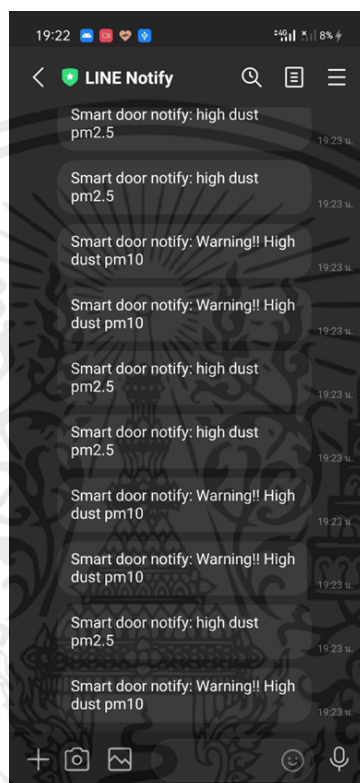 19:22 4G 8%
LINE Notify
Smart door notify: high dust
pm2.5
19:23 น.
Smart door notify: high dust
pm2.5
19:23 น.
Smart door notify: Warning!! High
dust pm10
19:23 น.
Smart door notify: Warning!! High
dust pm10
19:23 น.
Smart door notify: high dust
pm2.5
19:23 น.
Smart door notify: high dust
pm2.5
19:23 น.
Smart door notify: Warning!! High
dust pm10
19:23 น.
Smart door notify: Warning!! High
dust pm10
19:23 น.
Smart door notify: high dust
pm2.5
19:23 น.
Smart door notify: Warning!! High
dust pm10
19:23 น.